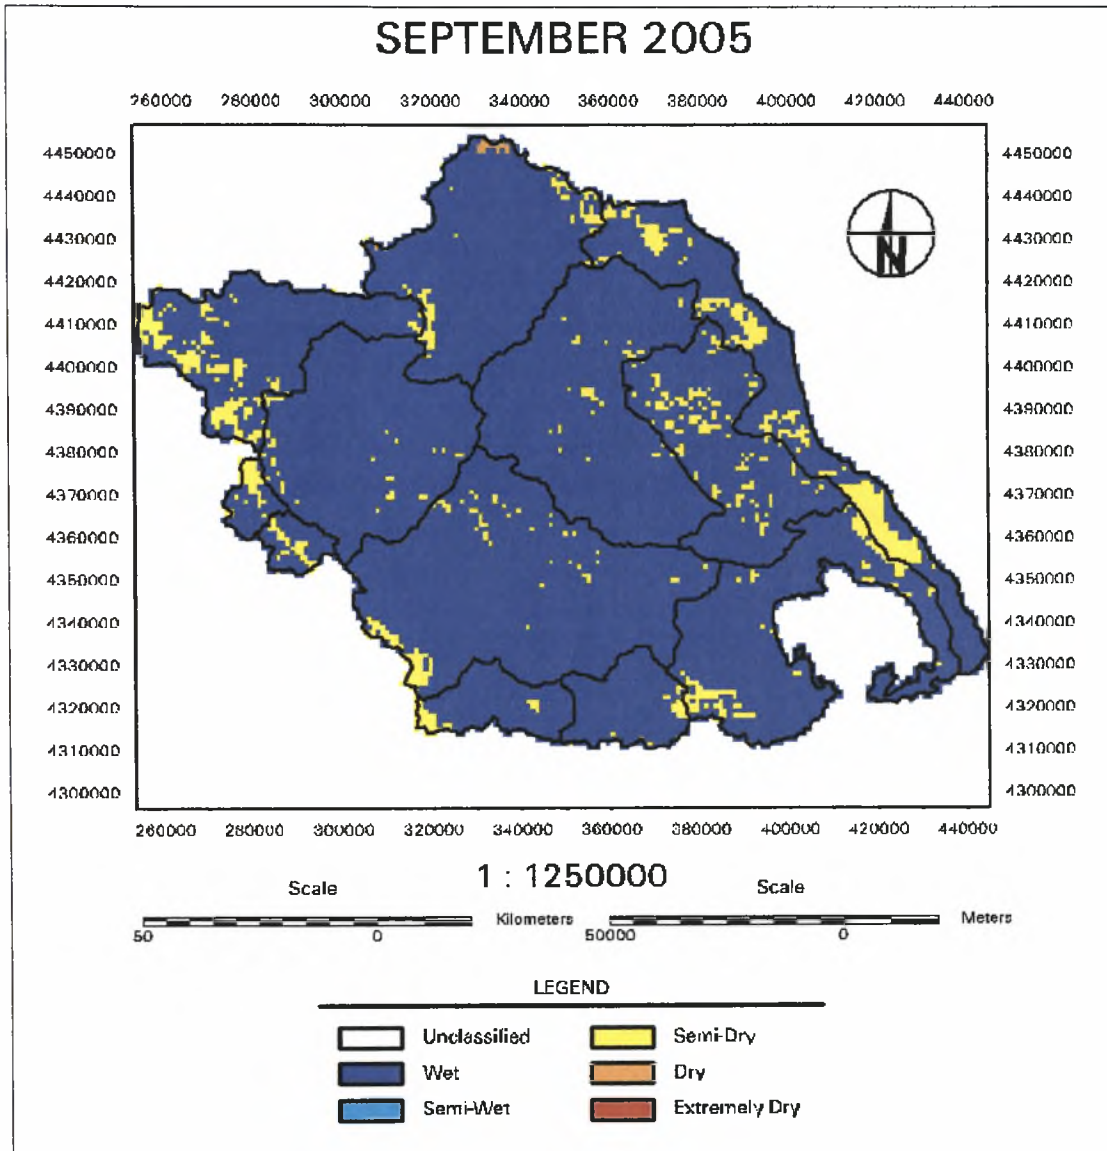 SEPTEMBER 2005
260000 280000 300000 320000 340000 360000 380000 400000 420000 440000
4450000 4450000
4440000 4440000
4430000 4430000
4420000 4420000
4410000 4410000
4400000 4400000
4390000 4390000
4380000 4380000
4370000 4370000
4360000 4360000
4350000 4350000
4340000 4340000
4330000 4330000
4320000 4320000
4310000 4310000
4300000 4300000
N
260000 280000 300000 320000 340000 360000 380000 400000 420000 440000
1 : 1250000
Scale Scale
Kilometers Meters
50 0 50000 0
LEGEND
Unclassified Semi-Dry
Wet Dry
Semi-Wet Extremely Dry